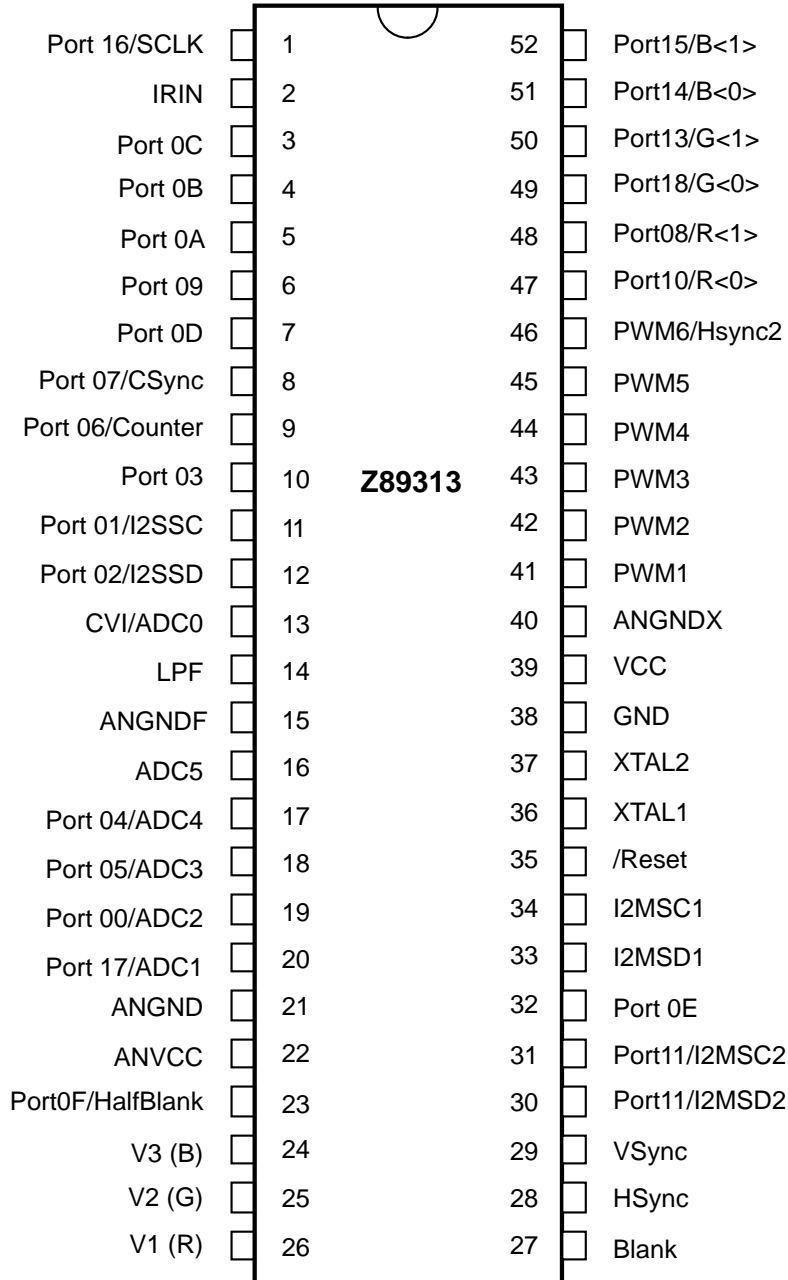 Port 16/SCLK 1 52 Port15/B<1>
IRIN 2 51 Port14/B<0>
Port 0C 3 50 Port13/G<1>
Port 0B 4 49 Port18/G<0>
Port 0A 5 48 Port08/R<1>
Port 09 6 47 Port10/R<0>
Port 0D 7 46 PWM6/Hsync2
Port 07/CSync 8 45 PWM5
Port 06/Counter 9 44 PWM4
Port 03 10 Z89313 43 PWM3
Port 01/I2SSC 11 42 PWM2
Port 02/I2SSD 12 41 PWM1
CVI/ADC0 13 40 ANGNDX
LPF 14 39 VCC
ANGNDF 15 38 GND
ADC5 16 37 XTAL2
Port 04/ADC4 17 36 XTAL1
Port 05/ADC3 18 35 /Reset
Port 00/ADC2 19 34 I2MSC1
Port 17/ADC1 20 33 I2MSD1
ANGND 21 32 Port 0E
ANVCC 22 31 Port11/I2MSC2
Port0F/HalfBlank 23 30 Port11/I2MSD2
V3 (B) 24 29 VSync
V2 (G) 25 28 HSync
V1 (R) 26 27 Blank